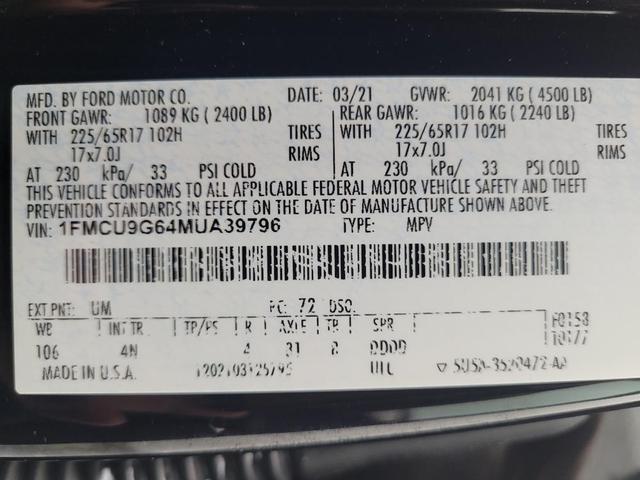 MFD. BY FORD MOTOR CO. DATE: 03/21 GVWR: 2041 KG ( 4500 LB)
FRONT GAWR: 1089 KG ( 2400 LB) REAR GAWR: 1016 KG ( 2240 LB)
WITH 225/65R17 102H TIRES WITH 225/65R17 102H TIRES
17x7.0J RIMS 17x7.0J RIMS
AT 230 kPa/ 33 PSI COLD AT 230 kPa/ 33 PSI COLD
THIS VEHICLE CONFORMS TO ALL APPLICABLE FEDERAL MOTOR VEHICLE SAFETY AND THEFT
PREVENTION STANDARDS IN EFFECT ON THE DATE OF MANUFACTURE SHOWN ABOVE.
VIN: 1FMCU9G64MUA39796 TYPE: MPV
EXT PNT: UM RC: 72 DSO:
WB INT TR TP/PS R AXLE TR SPR
106 4N 4 31
MADE IN U.S.A.